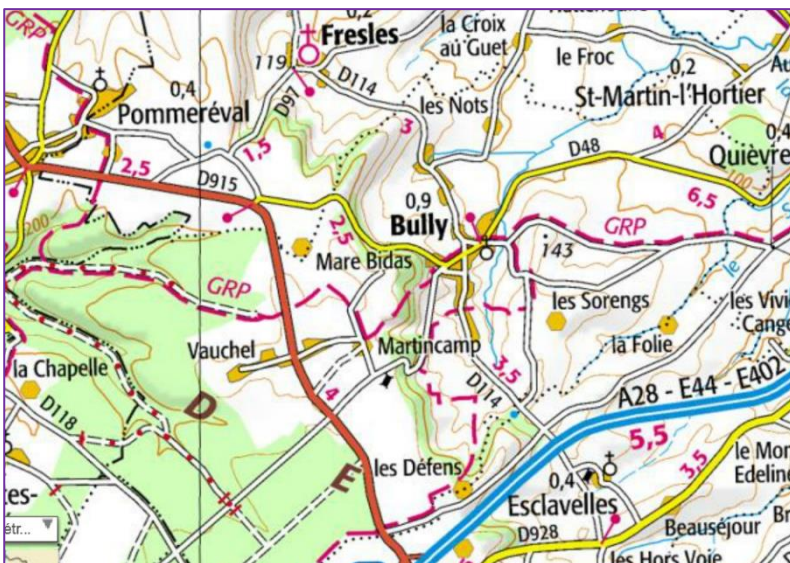 GRP
0,2
Fresles
la Croix
au Guet
le Froc
0,2
119
D114
0,4
Pommeréval
D97
les Nots
St-Martin-l'Hortier
3
4
1,5
D48
0,4
Quièvre
2,5
D915
0,9
100
6,5
200
2,5
Bully
GRP
143
Mare Bidas
le
GRP
les Sorengs
les Vivi
Cange
Vauchel
Martincamp
la Folie
la Chapelle
4
3,5
D
D114
A28 - E44 - E402
D118
5,5
E
les Défens
3,5
le Mon
Edeline
tes-
0,4
Esclavelles
étr...
D928
Beauséjour
Br
les Hors Voie